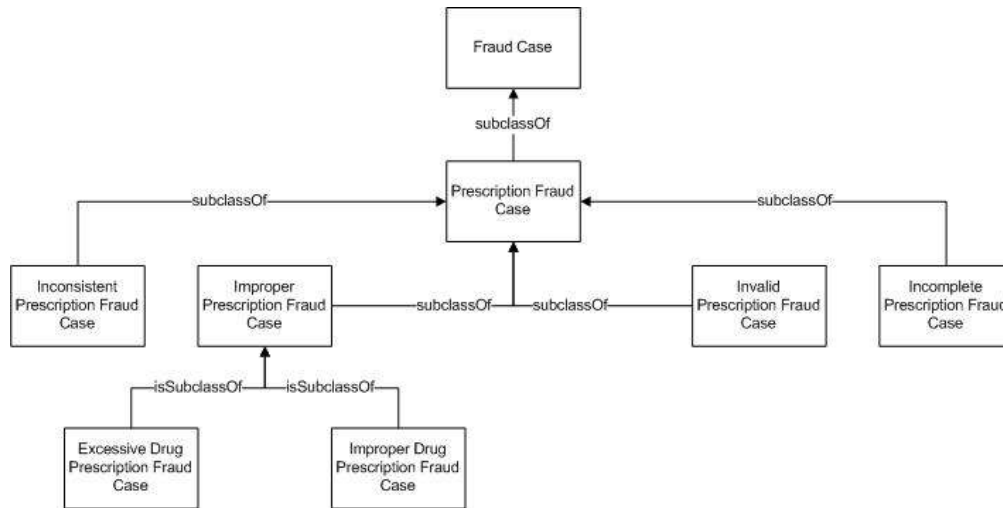 Fraud Case
subclassOf
Prescription Fraud
Case
subclassOf
subclassOf
Inconsistent
Prescription Fraud
Case
Improper
Prescription Fraud
Case
subclassOf
subclassOf
Invalid
Prescription Fraud
Case
Incomplete
Prescription Fraud
Case
isSubclassOf
isSubclassOf
Excessive Drug
Prescription Fraud
Case
Improper Drug
Prescription Fraud
Case